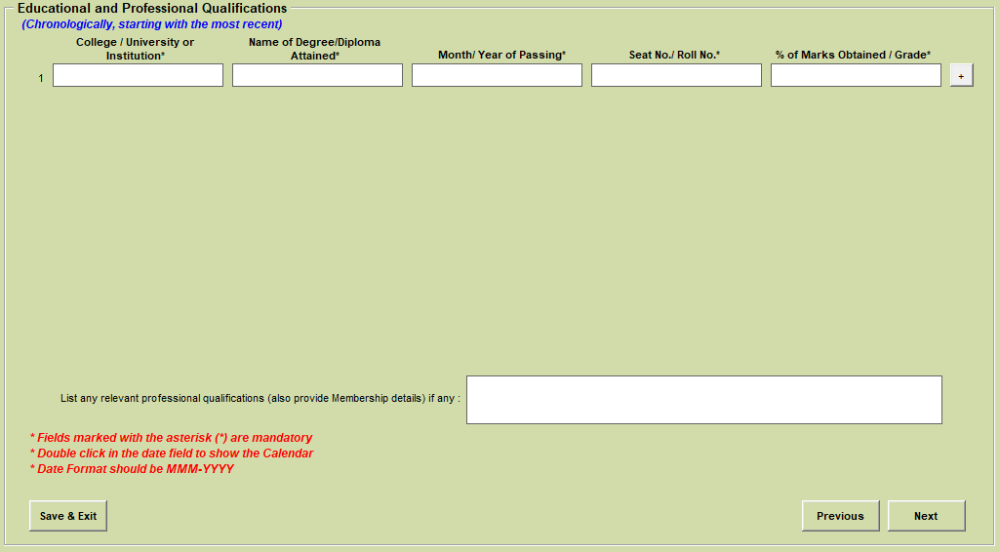 Educational and Professional Qualifications
(Chronologically, starting with the most recent)
College / University or
Institution*
Name of Degree/Diploma
Attained*
Month/ Year of Passing*
Seat No./ Roll No.*
% of Marks Obtained / Grade*
1
+
List any relevant professional qualifications (also provide Membership details) if any :
* Fields marked with the asterisk (*) are mandatory
* Double click in the date field to show the Calendar
* Date Format should be MMM-YYYY
Save & Exit
Previous
Next